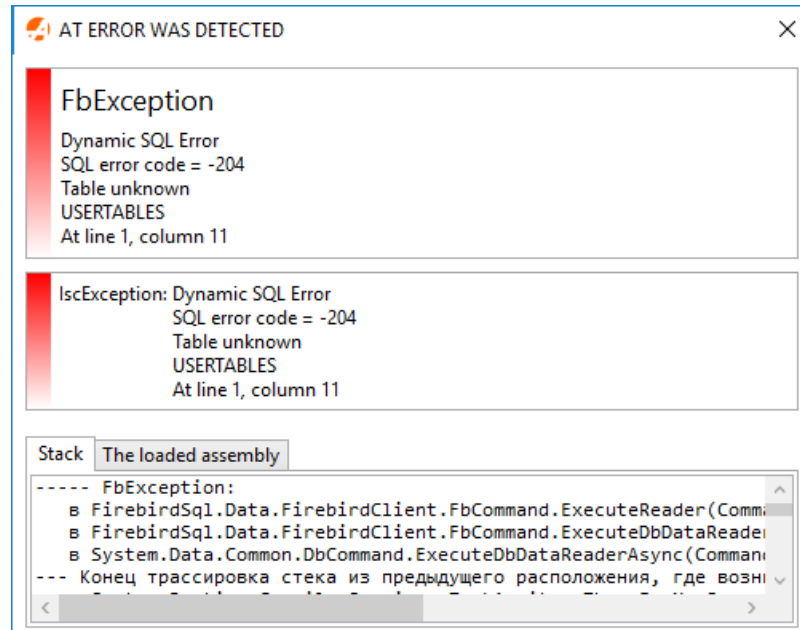 AT ERROR WAS DETECTED
FbException
Dynamic SQL Error
SQL error code = -204
Table unknown
USERTABLES
At line 1, column 11
IscException: Dynamic SQL Error
SQL error code = -204
Table unknown
USERTABLES
At line 1, column 11
Stack The loaded assembly
----- FbException:
в FirebirdSql.Data.FirebirdClient.FbCommand.ExecuteReader(Comma
в FirebirdSql.Data.FirebirdClient.FbCommand.ExecuteDbDataReader
в System.Data.Common.DbCommand.ExecuteDbDataReaderAsync(Command
--- Конец трассировка стека из предыдущего расположения, где возн